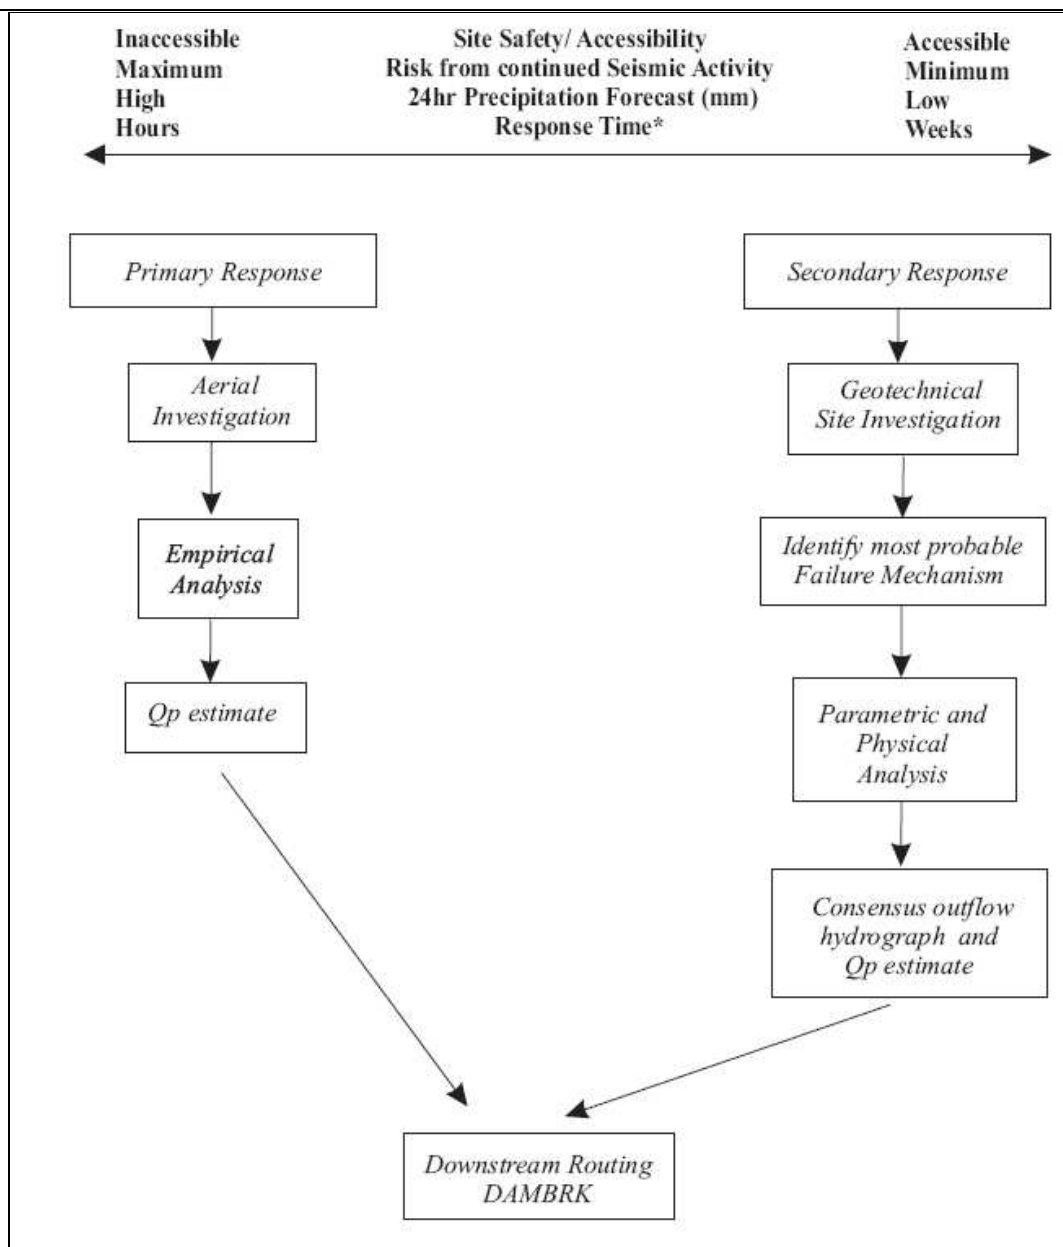 Inaccessible
Maximum
High
Hours
Site Safety/ Accessibility
Risk from continued Seismic Activity
24hr Precipitation Forecast (mm)
Response Time*
Accessible
Minimum
Low
Weeks
Primary Response
Aerial
Investigation
Empirical
Analysis
Qp estimate
Secondary Response
Geotechnical
Site Investigation
Identify most probable
Failure Mechanism
Parametric and
Physical
Analysis
Consensus outflow
hydrograph and
Qp estimate
Downstream Routing
DAMBRK